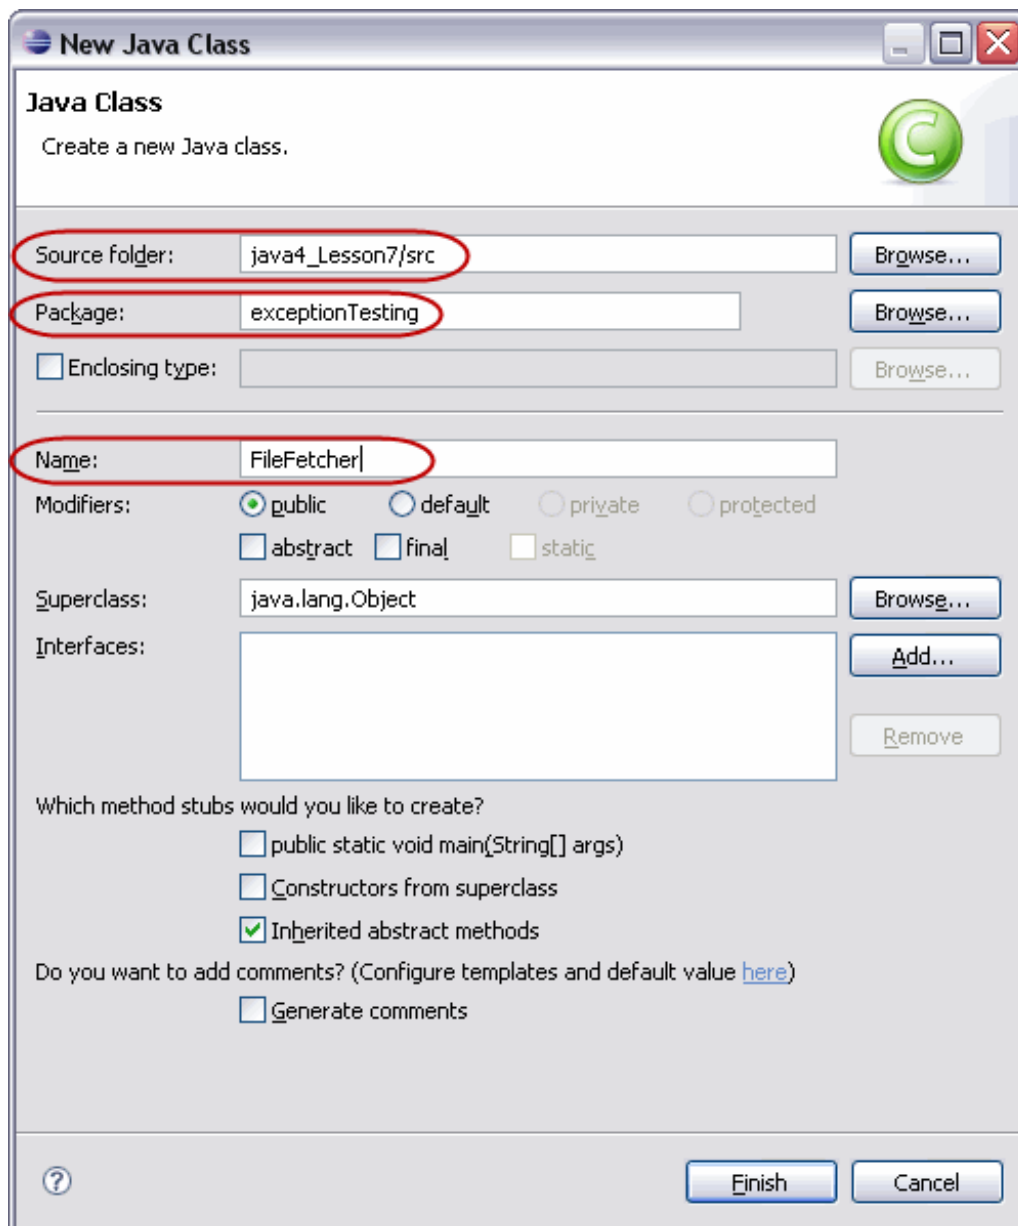 New Java Class
Java Class
Create a new Java class.
Source folder: java4_Lesson7/src Browse...
Package: exceptionTesting Browse...
Enclosing type: Browse...
Name: FileFetcher
Modifiers: public default private protected
abstract final static
Superclass: java.lang.Object Browse...
Interfaces: Add...
Remove
Which method stubs would you like to create?
public static void main(String[] args)
Constructors from superclass
Inherited abstract methods
Do you want to add comments? (Configure templates and default value here)
Generate comments
? Finish Cancel